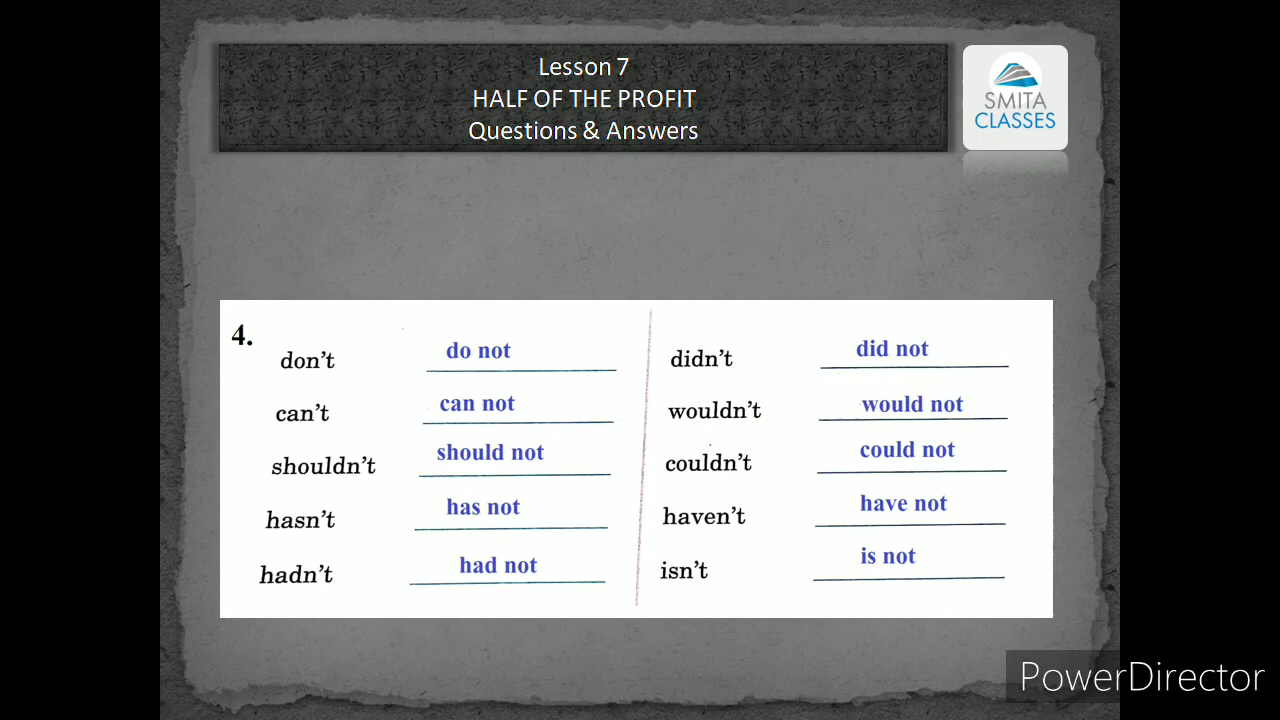 Lesson 7
HALF OF THE PROFIT
Questions & Answers
SMITA
CLASSES
4.
don't do not
can't can not
shouldn't should not
hasn't has not
hadn't had not
didn't did not
wouldn't would not
couldn't could not
haven't have not
isn't is not
PowerDirector